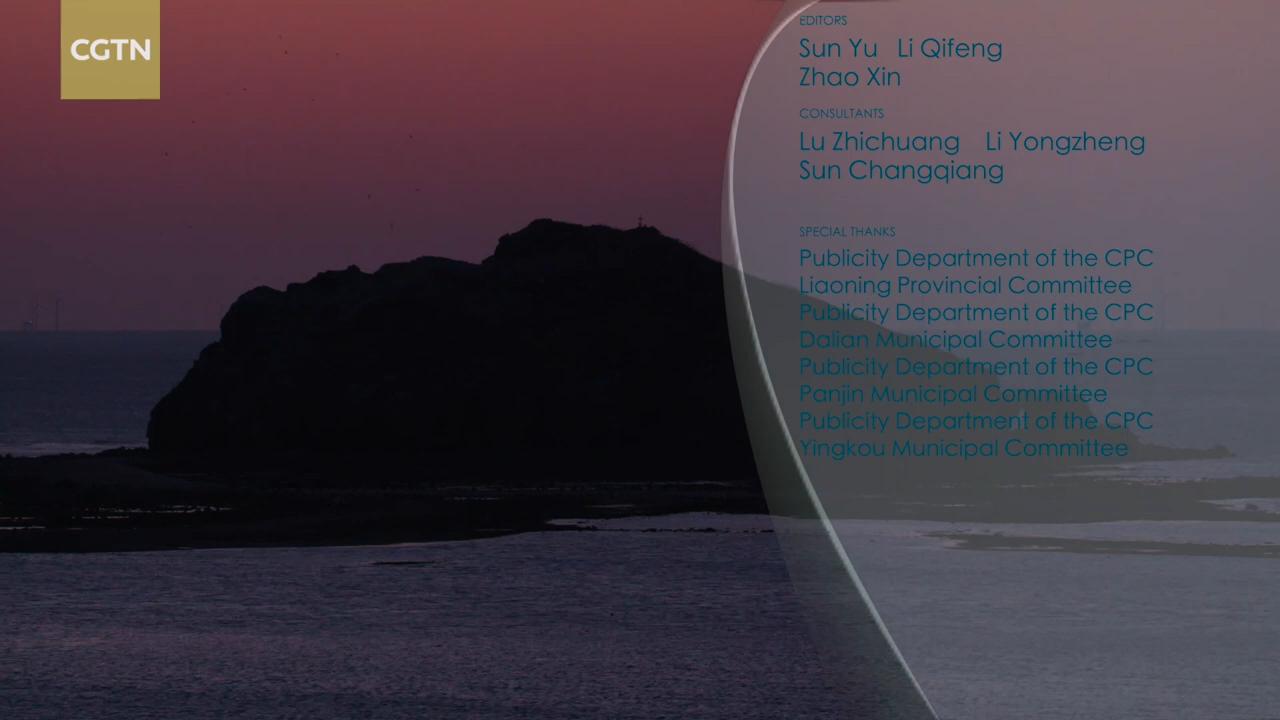 CGTN
EDITORS
Sun Yu Li Qifeng
Zhao Xin
CONSULTANTS
Lu Zhichuang Li Yongzheng
Sun Changqiang
SPECIAL THANKS
Publicity Department of the CPC
Liaoning Provincial Committee
Publicity Department of the CPC
Dalian Municipal Committee
Publicity Department of the CPC
Panjin Municipal Committee
Publicity Department of the CPC
Yingkou Municipal Committee